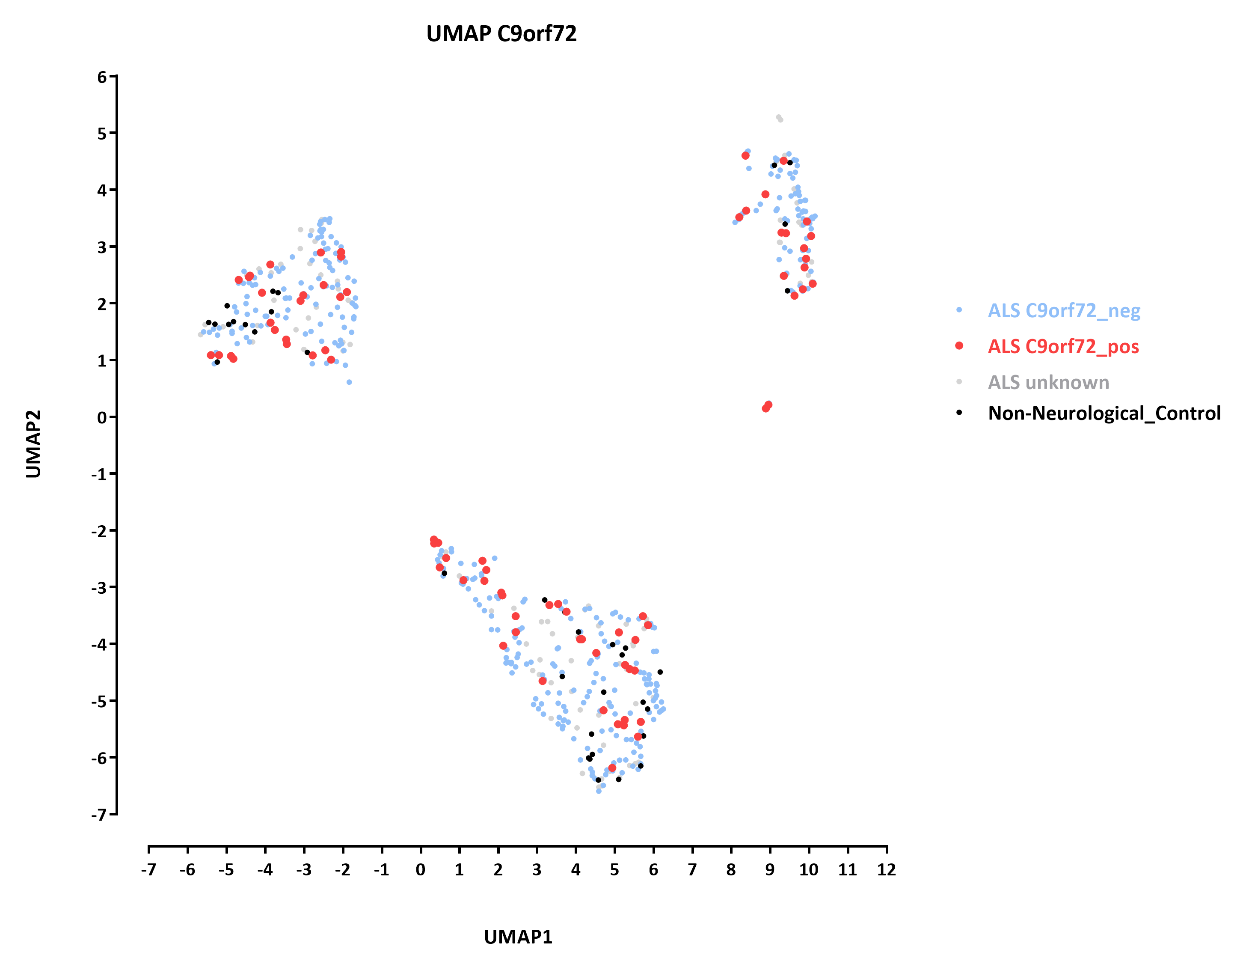 UMAP C9orf72
6
5
4
3
2
1
0
-1
-2
-3
-4
-5
-6
-7
UMAP2
ALS C9orf72_neg
ALS C9orf72_pos
ALS unknown
Non-Neurological_Control
-7 -6 -5 -4 -3 -2 -1 0 1 2 3 4 5 6 7 8 9 10 11 12
UMAP1